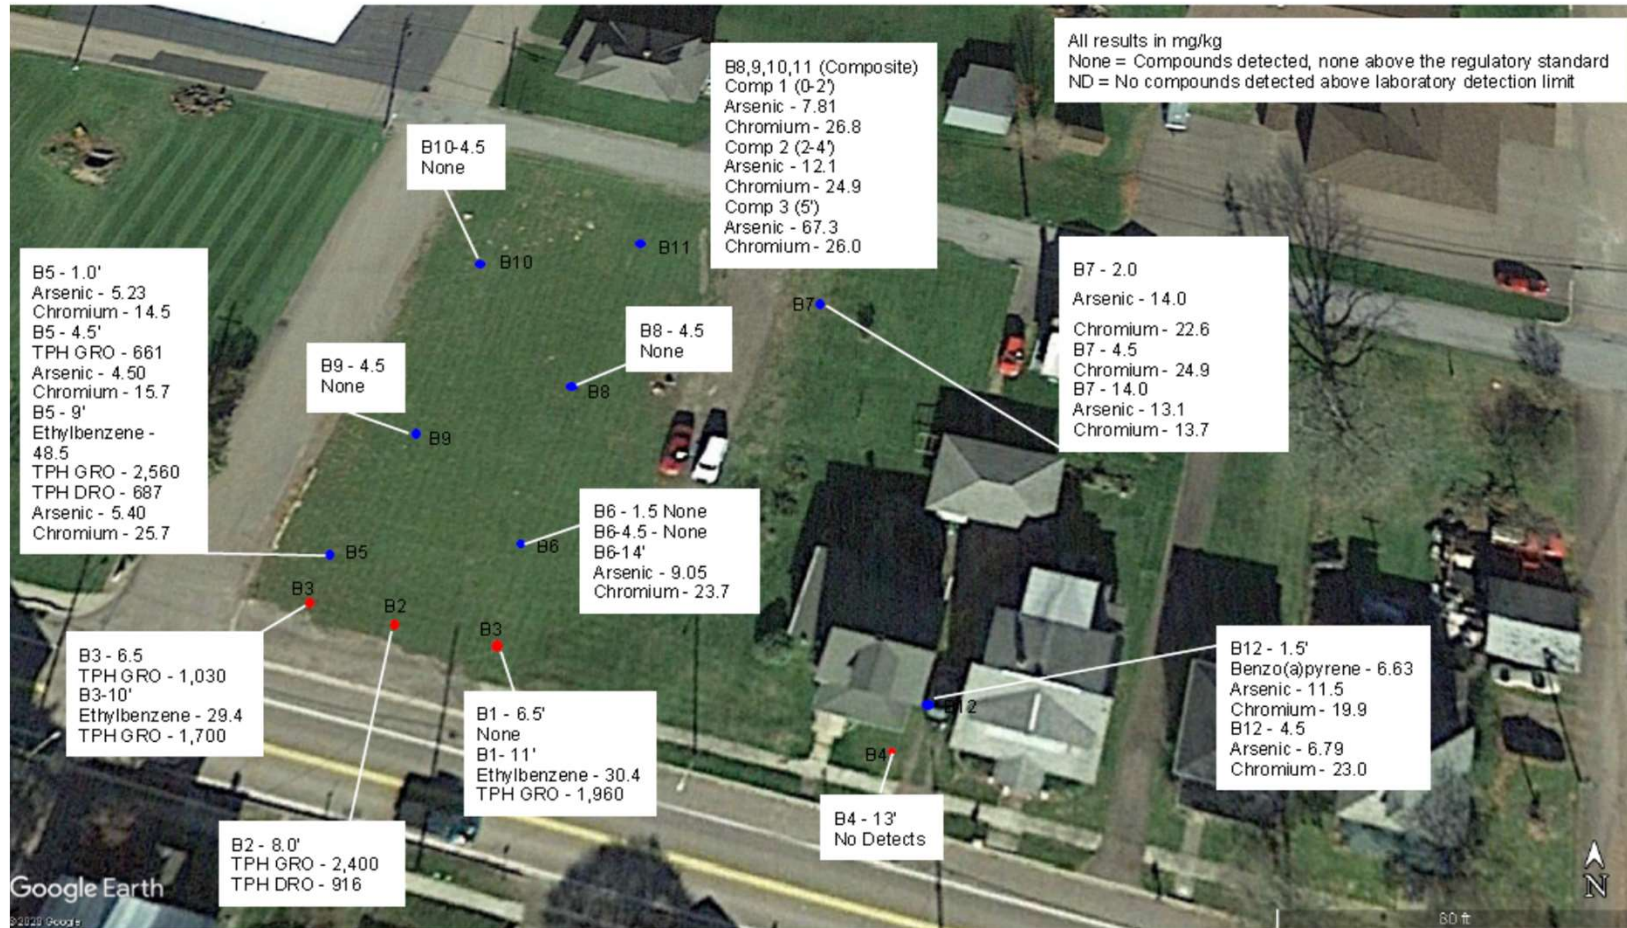 All results in mg/kg
None = Compounds detected, none above the regulatory standard
ND = No compounds detected above laboratory detection limit
B8,9,10,11 (Composite)
Comp 1 (0-2')
Arsenic - 7.81
Chromium - 26.8
Comp 2 (2-4')
Arsenic - 12.1
Chromium - 24.9
Comp 3 (5')
Arsenic - 67.3
Chromium - 26.0
B10-4.5
None
B11
B10
B5 - 1.0'
Arsenic - 5.23
Chromium - 14.5
B5 - 4.5'
TPH GRO - 661
Arsenic - 4.50
Chromium - 15.7
B5 - 9'
Ethylbenzene -
48.5
TPH GRO - 2,560
TPH DRO - 687
Arsenic - 5.40
Chromium - 25.7
B7
B7 - 2.0
Arsenic - 14.0
Chromium - 22.6
B7 - 4.5
Chromium - 24.9
B7 - 14.0
Arsenic - 13.1
Chromium - 13.7
B8 - 4.5
None
B9 - 4.5
None
B8
B9
B6 - 1.5 None
B6-4.5 - None
B6-14'
Arsenic - 9.05
Chromium - 23.7
B5
B6
B3
B2
B3
B3 - 6.5
TPH GRO - 1,030
B3-10'
Ethylbenzene - 29.4
TPH GRO - 1,700
B1 - 6.5'
None
B1- 11'
Ethylbenzene - 30.4
TPH GRO - 1,960
B12
B4
B12 - 1.5'
Benzo(a)pyrene - 6.63
Arsenic - 11.5
Chromium - 19.9
B12 - 4.5
Arsenic - 6.79
Chromium - 23.0
B4 - 13'
No Detects
B2 - 8.0'
TPH GRO - 2,400
TPH DRO - 916
Google Earth
©2020 Google
N
80 ft